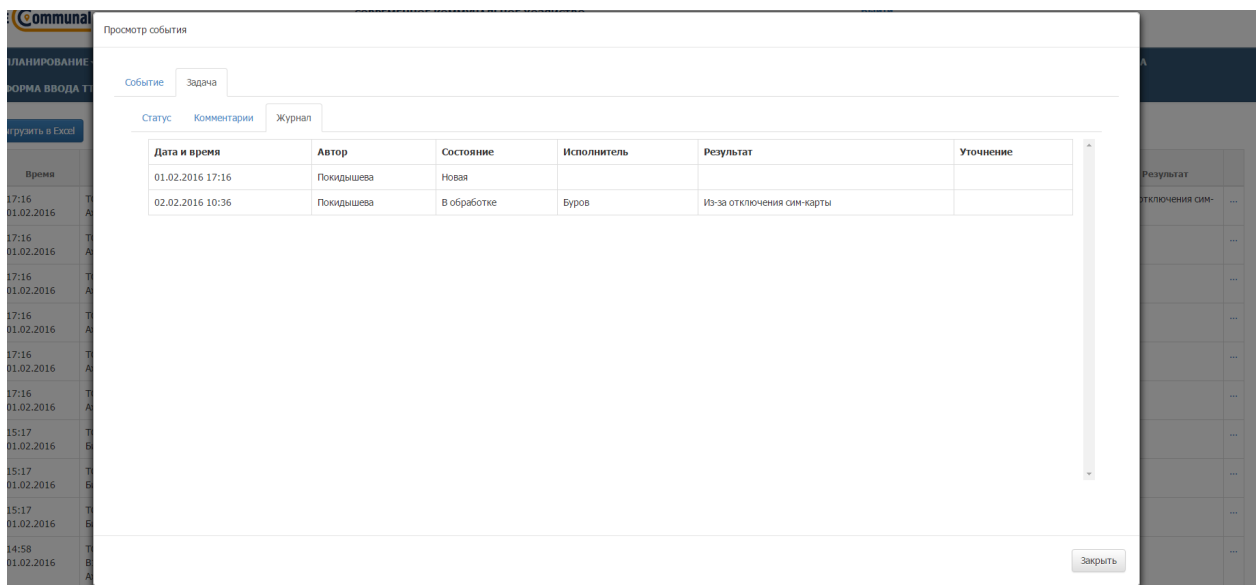 Communal
Просмотр события
ПЛАНИРОВАНИЕ
Событие Задача
Статус Комментарии Журнал
Дата и время Автор Состояние Исполнитель Результат Уточнение
01.02.2016 17:16 Покидышева Новая
02.02.2016 10:36 Покидышева В обработке Буров Из-за отключения сим-карты
ФОРМА ВВОДА
в Excel
Время
17:16
01.02.2016
17:16
01.02.2016
17:16
01.02.2016
17:16
01.02.2016
17:16
01.02.2016
17:16
01.02.2016
15:17
01.02.2016
15:17
01.02.2016
15:17
01.02.2016
14:58
01.02.2016
Результат
отключения сим- ...
...
...
...
...
...
...
...
...
...
Закрыть